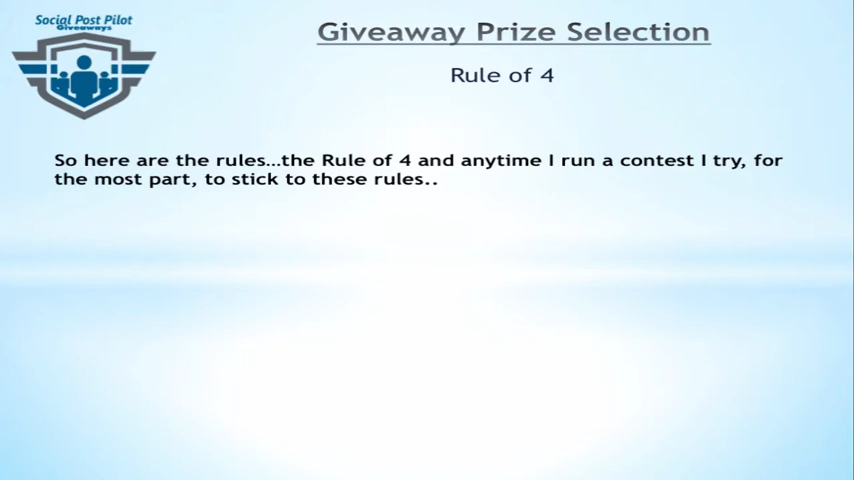 Social Post Pilot
Giveaways
Giveaway Prize Selection
Rule of 4
So here are the rules...the Rule of 4 and anytime I run a contest I try, for
the most part, to stick to these rules..